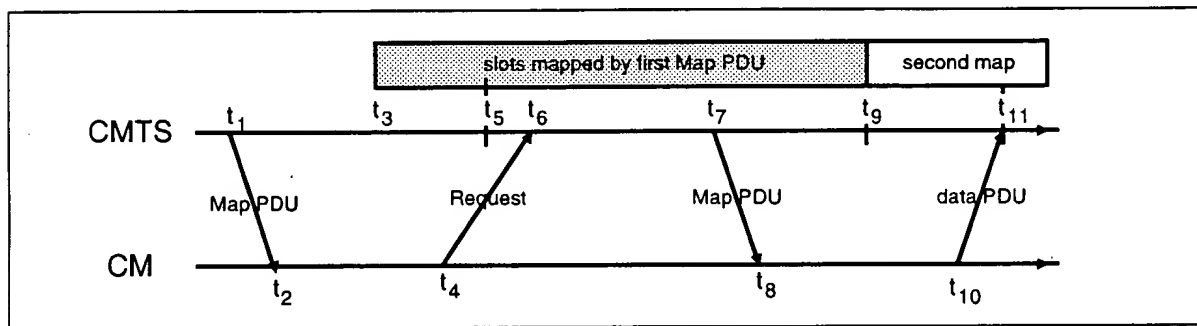 slots mapped by first Map PDU second map
t1 t3 t5 t6 t7 t9 t11
CMTS
Map PDU Request Map PDU data PDU
CM
t2 t4 t8 t10